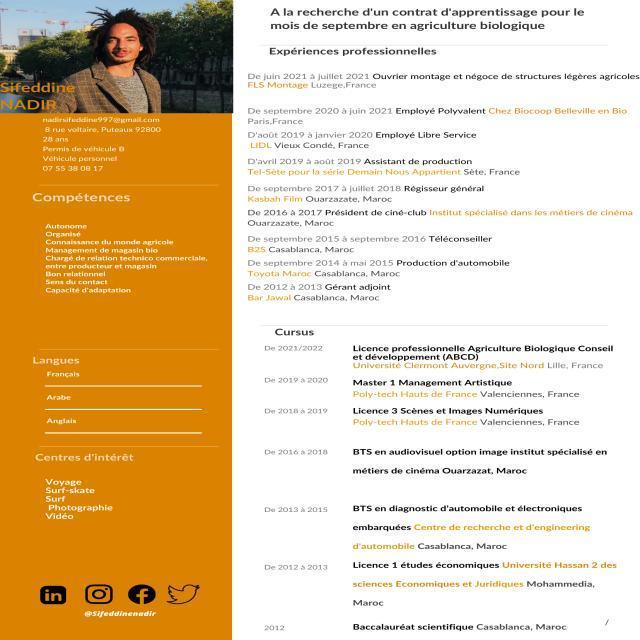 Sifeddine
NADIR
nadirsifeddine997@gmail.com
8 rue voltaire, Puteaux 92800
28 ans
Permis de véhicule B
Véhicule personnel
07 55 38 08 17
Compétences
Autonome
Organisé
Connaissance du monde agricole
Management de magasin bio
Chargé de relation technico commerciale,
entre producteur et magasin
Bon relationnel
Sens du contact
Capacité d'adaptation
Langues
Français
Arabe
Anglais
Centres d'intérêt
Voyage
Surf-skate
Surf
Photographie
Vidéo
in
@Sifeddinenadir
A la recherche d'un contrat d'apprentissage pour le
mois de septembre en agriculture biologique
Expériences professionnelles
De juin 2021 à juillet 2021 Ouvrier montage et négoce de structures légères agricoles
FLS Montage Luzege,France
De septembre 2020 à juin 2021 Employé Polyvalent Chez Biocoop Belleville en Bio
Paris,France
D'août 2019 à janvier 2020 Employé Libre Service
LIDL Vieux Condé, France
D'avril 2019 à août 2019 Assistant de production
Tel-Sète pour la série Demain Nous Appartient Sète, France
De septembre 2017 à juillet 2018 Régisseur général
Kasbah Film Ouarzazate, Maroc
De 2016 à 2017 Président de ciné-club Institut spécialisé dans les métiers de cinéma
Ouarzazate, Maroc
De septembre 2015 à septembre 2016 Téléconseiller
B2S Casablanca, Maroc
De septembre 2014 à mai 2015 Production d'automobile
Toyota Maroc Casablanca, Maroc
De 2012 à 2013 Gérant adjoint
Bar Jawal Casablanca, Maroc
Cursus
De 2021/2022 Licence professionnelle Agriculture Biologique Conseil
et développement (ABCD)
Université Clermont Auvergne,Site Nord Lille, France
De 2019 à 2020 Master 1 Management Artistique
Poly-tech Hauts de France Valenciennes, France
De 2018 à 2019 Licence 3 Scènes et Images Numériques
Poly-tech Hauts de France Valenciennes, France
De 2016 à 2018 BTS en audiovisuel option image institut spécialisé en
métiers de cinéma Ouarzazat, Maroc
De 2013 à 2015 BTS en diagnostic d'automobile et électroniques
embarquées Centre de recherche et d'engineering
d'automobile Casablanca, Maroc
De 2012 à 2013 Licence 1 études économiques Université Hassan 2 des
sciences Economiques et Juridiques Mohammedia,
Maroc
2012 Baccalauréat scientifique Casablanca, Maroc /